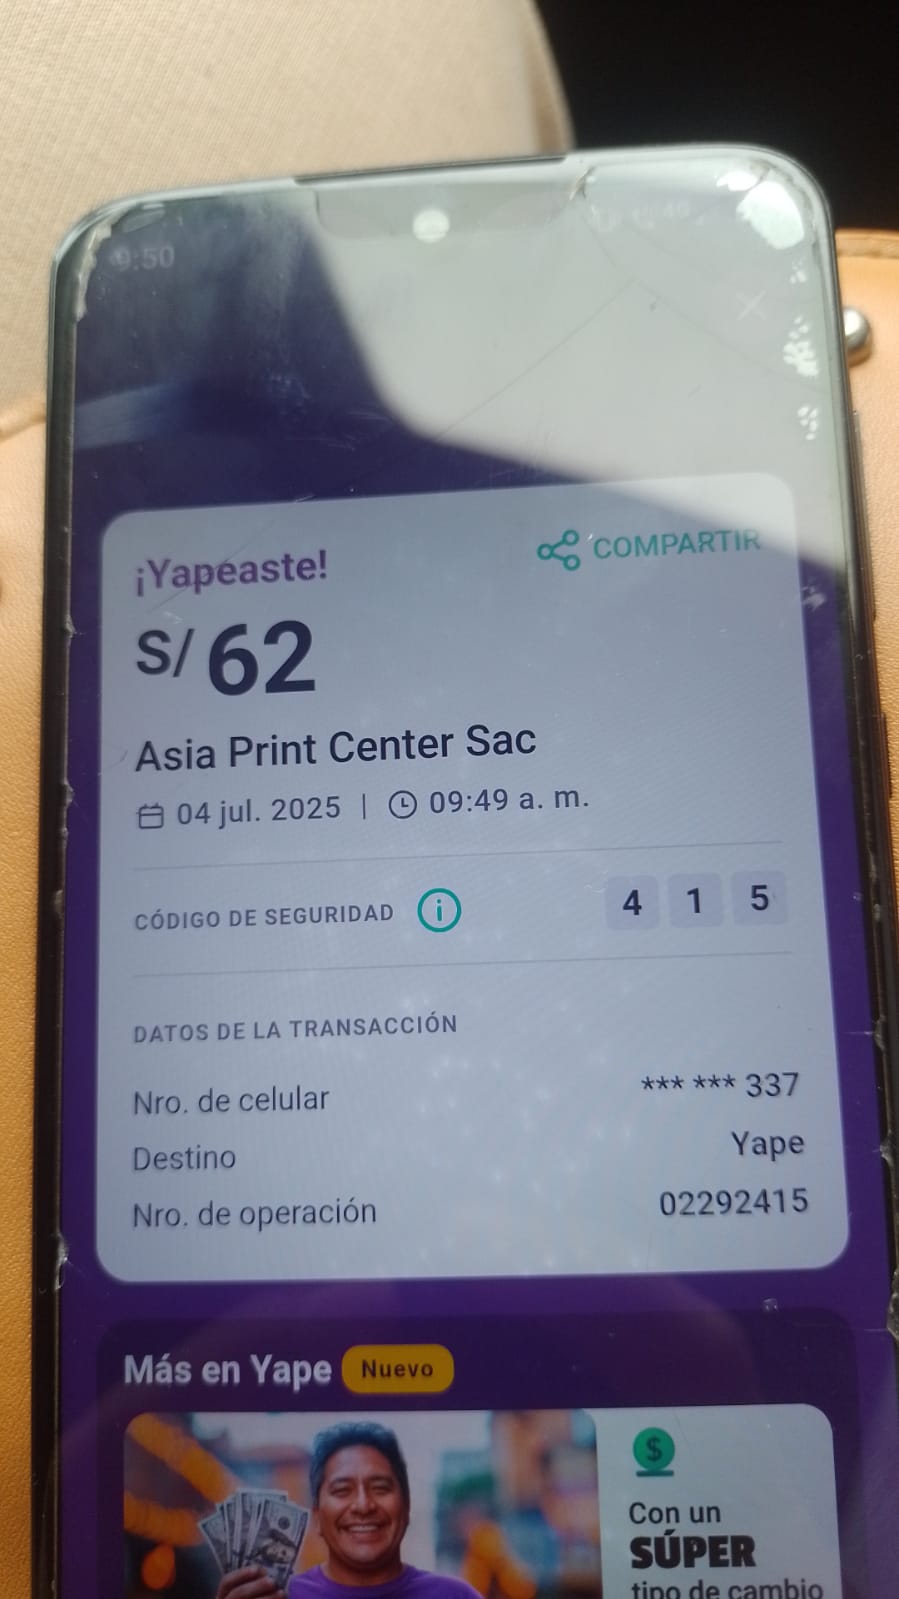 9:50
¡Yapeaste!
COMPARTIR
S/ 62
Asia Print Center Sac
04 jul. 2025 | 09:49 a. m.
CÓDIGO DE SEGURIDAD 4 1 5
DATOS DE LA TRANSACCIÓN
Nro. de celular *** *** 337
Destino Yape
Nro. de operación 02292415
Más en Yape Nuevo
$
Con un
SÚPER
tipo de cambio